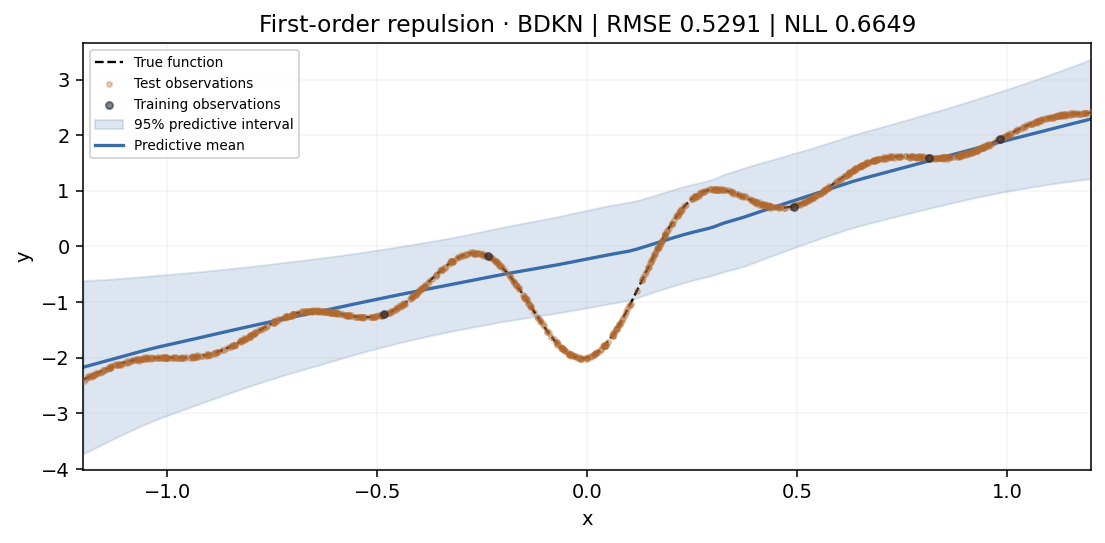 First-order repulsion · BDKN | RMSE 0.5291 | NLL 0.6649
True function
Test observations
Training observations
95% predictive interval
Predictive mean
y
3
2
1
0
−1
−2
−3
−4
−1.0
−0.5
0.0
0.5
1.0
x